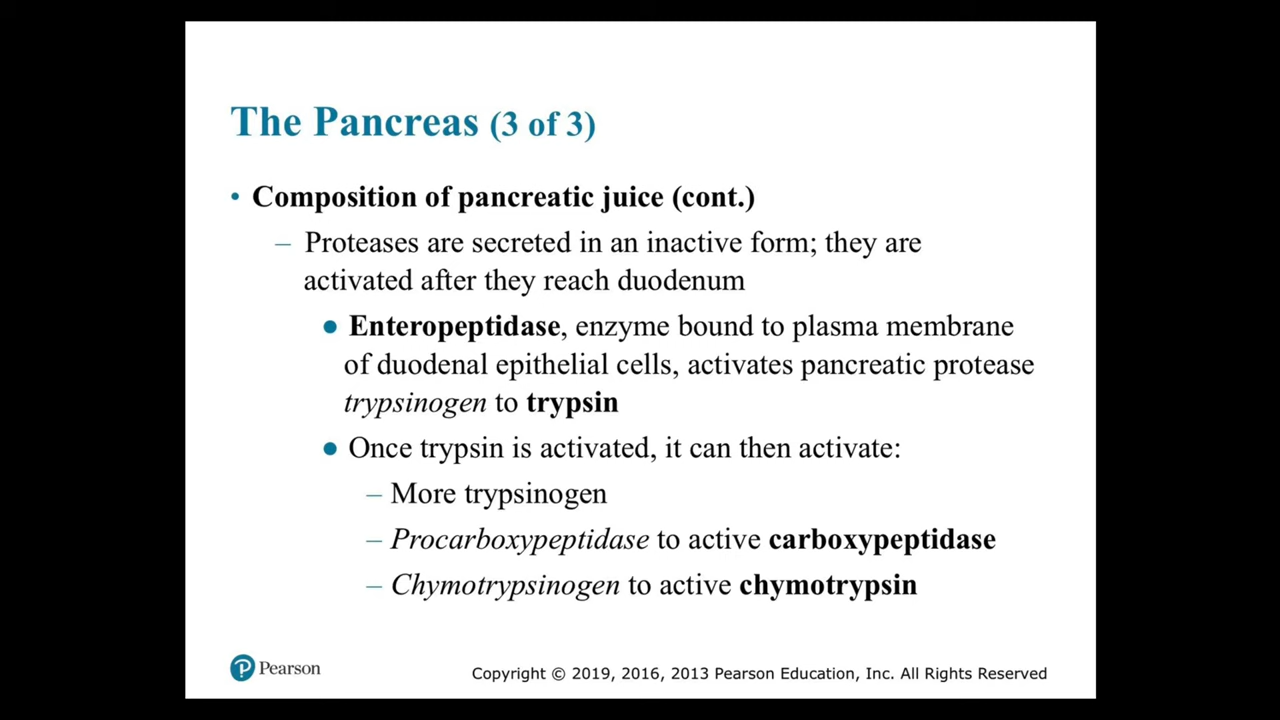 The Pancreas (3 of 3)
• Composition of pancreatic juice (cont.)
– Proteases are secreted in an inactive form; they are
activated after they reach duodenum
● Enteropeptidase, enzyme bound to plasma membrane
of duodenal epithelial cells, activates pancreatic protease
trypsinogen to trypsin
● Once trypsin is activated, it can then activate:
– More trypsinogen
– Procarboxypeptidase to active carboxypeptidase
– Chymotrypsinogen to active chymotrypsin
P Pearson
Copyright © 2019, 2016, 2013 Pearson Education, Inc. All Rights Reserved